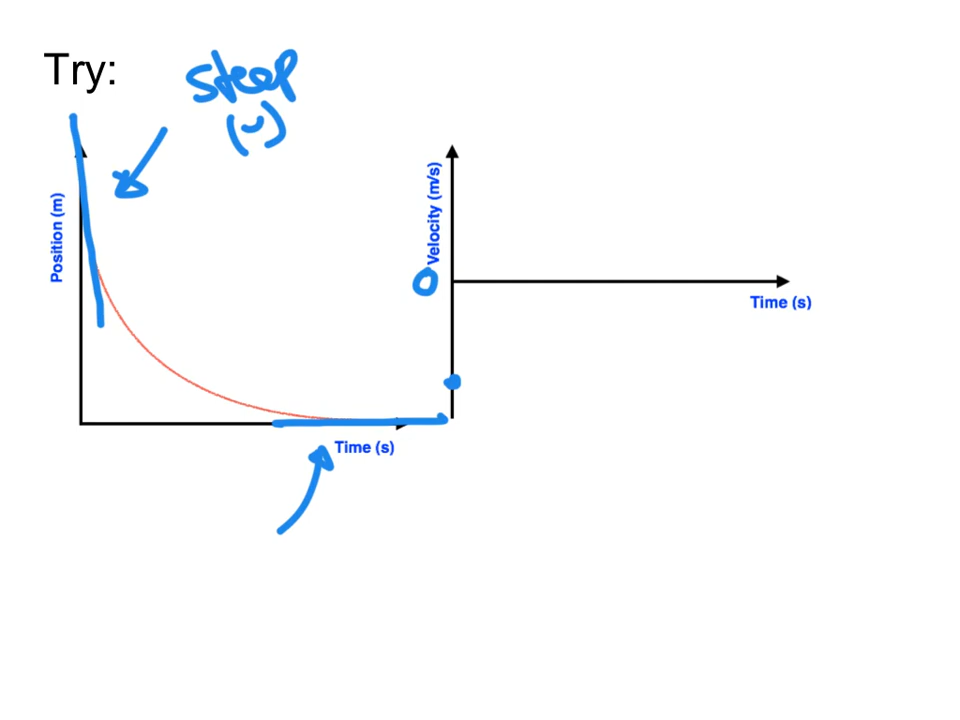 Try:
steep
(-)
Position (m)
Time (s)
Velocity (m/s)
0
Time (s)